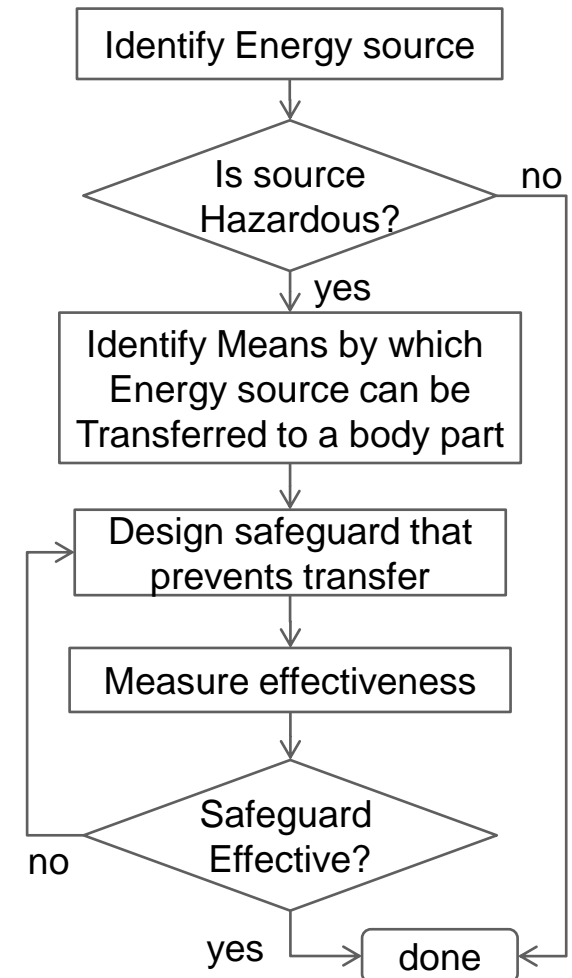 Identify Energy source
Is source
Hazardous?
no
yes
Identify Means by which
Energy source can be
Transferred to a body part
Design safeguard that
prevents transfer
Measure effectiveness
Safeguard
Effective?
no
yes
done